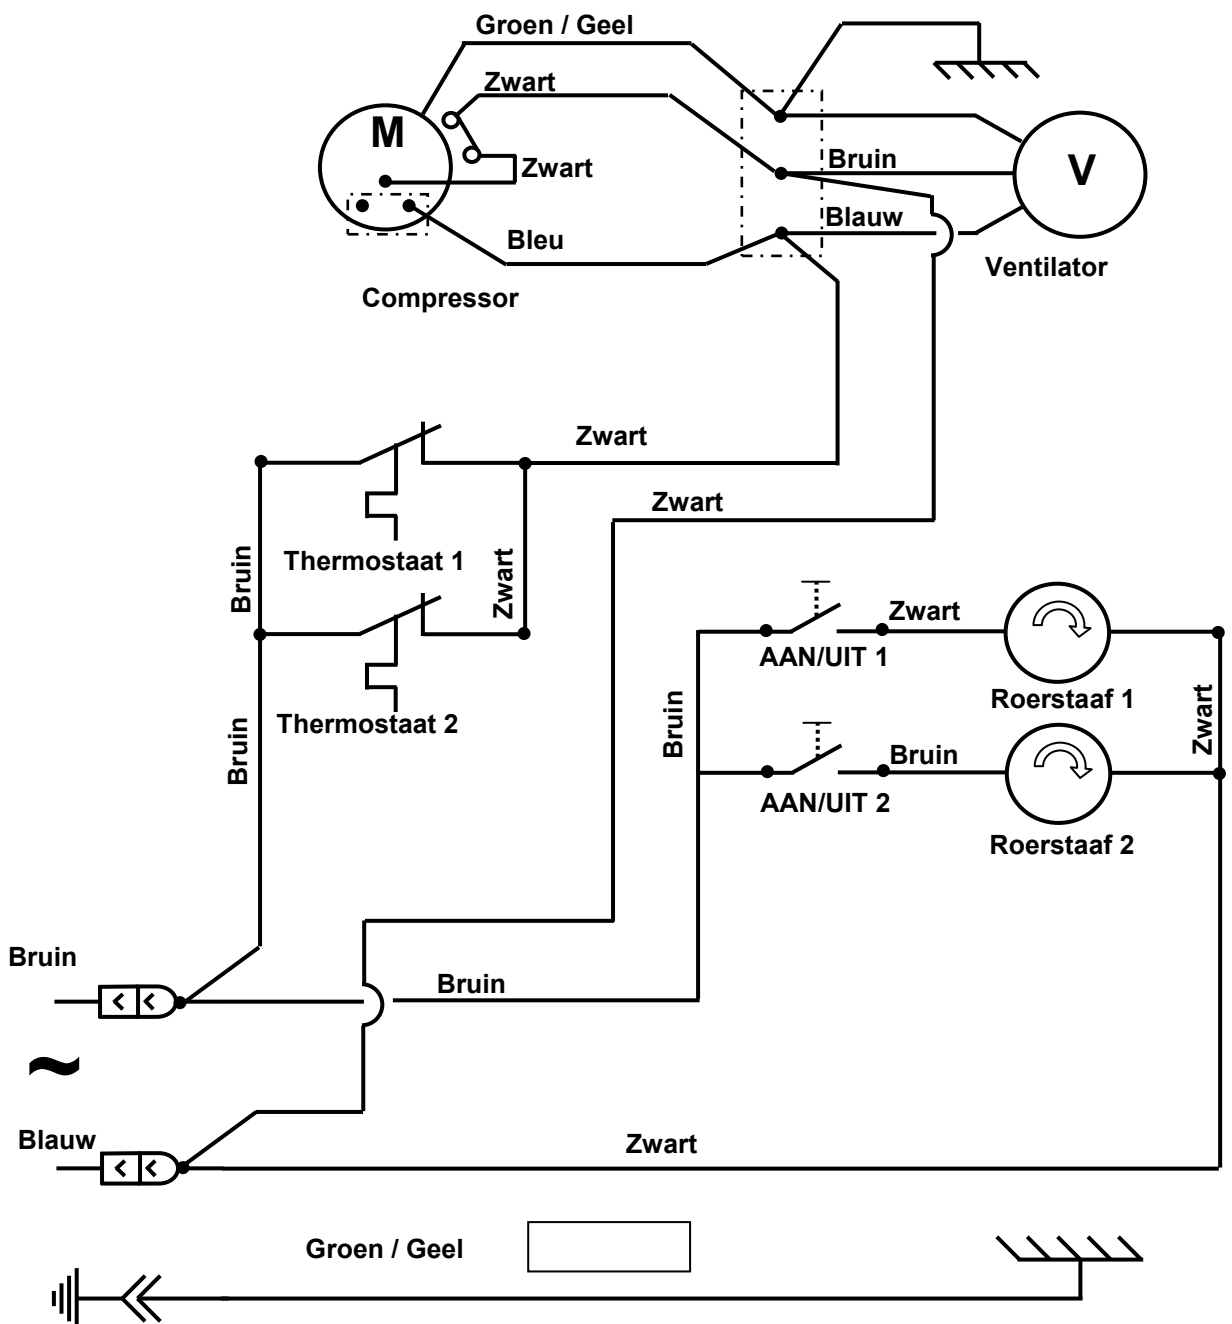 Groen / Geel
Zwart
M
Zwart
Bruin
V
Blauw
Bleu
Ventilator
Compressor
Zwart
Zwart
Bruin
Thermostaat 1
Zwart
Zwart
AAN/UIT 1
Roerstaaf 1
Bruin
Zwart
Thermostaat 2
Bruin
Bruin
AAN/UIT 2
Roerstaaf 2
Bruin
Bruin
~
Blauw
Zwart
Groen / Geel